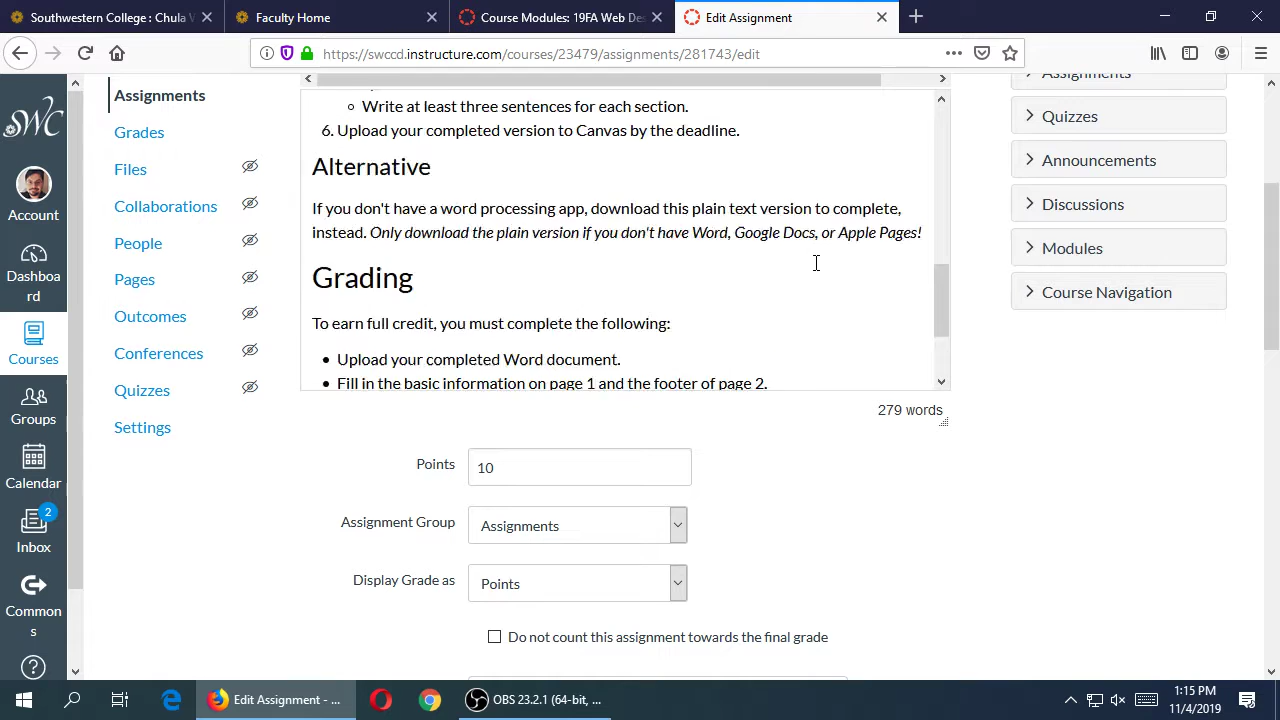 Southwestern College : Chula V
Faculty Home
Course Modules: 19FA Web De
Edit Assignment
https://swccd.instructure.com/courses/23479/assignments/281743/edit
SWC
Account
Dashboa
rd
Courses
Groups
Calendar
2
Inbox
Common
s
Assignments
Grades
Files
Collaborations
People
Pages
Outcomes
Conferences
Quizzes
Settings
Write at least three sentences for each section.
6. Upload your completed version to Canvas by the deadline.
Alternative
If you don't have a word processing app, download this plain text version to complete,
instead. Only download the plain version if you don't have Word, Google Docs, or Apple Pages!
Grading
To earn full credit, you must complete the following:
Upload your completed Word document.
Fill in the basic information on page 1 and the footer of page 2.
279 words
Points 10
Assignment Group Assignments
Display Grade as Points
Do not count this assignment towards the final grade
Assignments
Quizzes
Announcements
Discussions
Modules
Course Navigation
Edit Assignment - ...
OBS 23.2.1 (64-bit, ...
1:15 PM
11/4/2019